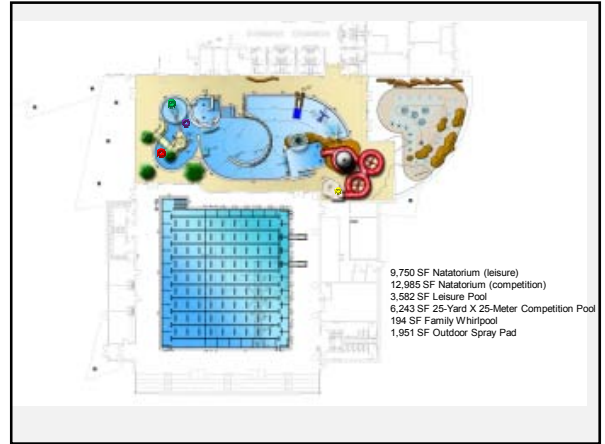 9,750 SF Natatorium (leisure)
12,985 SF Natatorium (competition)
3,582 SF Leisure Pool
6,243 SF 25-Yard X 25-Meter Competition Pool
194 SF Family Whirlpool
1,951 SF Outdoor Spray Pad